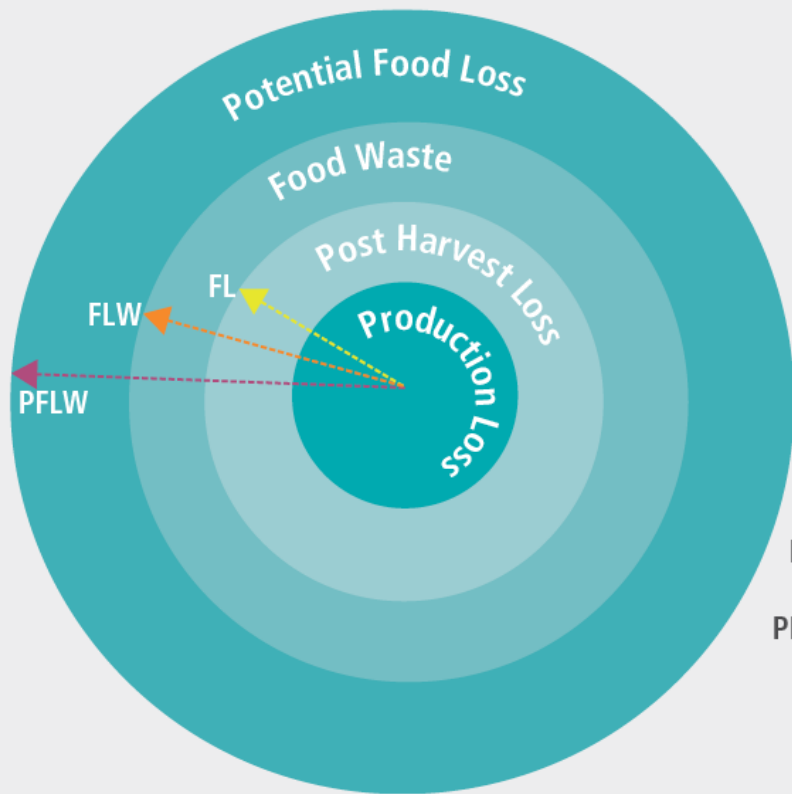 Potential Food Loss
Food Waste
Post Harvest Loss
Production Loss
FL
FLW
PFLW